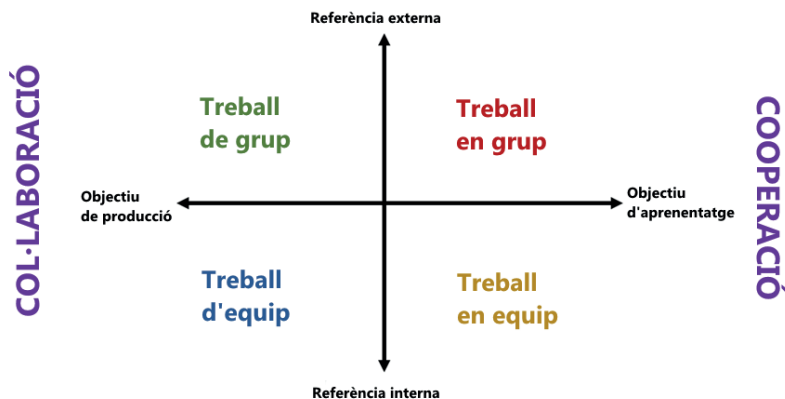 Referència externa
COL·LABORACIÓ
COOPERACIÓ
Treball
de grup
Treball
en grup
Objectiu
de producció
Objectiu
d'aprenentatge
Treball
d'equip
Treball
en equip
Referència interna